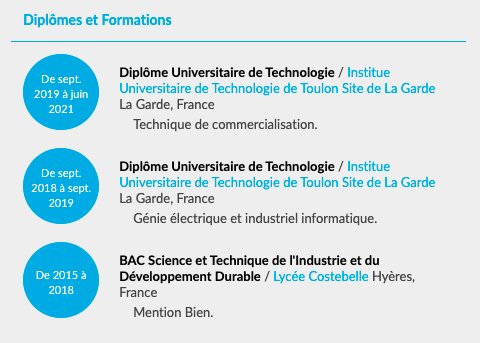 Diplômes et Formations
De sept.
2019 à juin
2021
Diplôme Universitaire de Technologie / Institue
Universitaire de Technologie de Toulon Site de La Garde
La Garde, France
Technique de commercialisation.
De sept.
2018 à sept.
2019
Diplôme Universitaire de Technologie / Institue
Universitaire de Technologie de Toulon Site de La Garde
La Garde, France
Génie électrique et industriel informatique.
De 2015 à
2018
BAC Science et Technique de l'Industrie et du
Développement Durable / Lycée Costebelle Hyères,
France
Mention Bien.